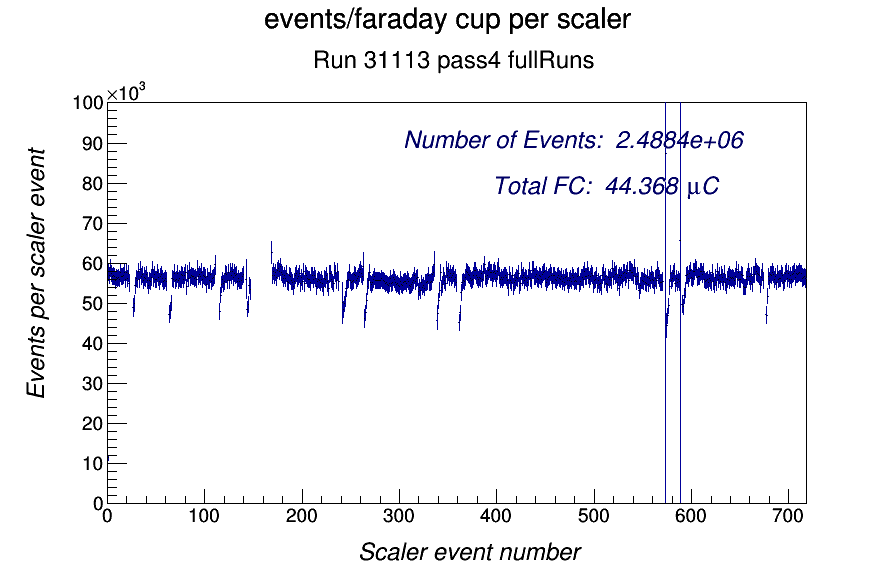 events/faraday cup per scaler
Run 31113 pass4 fullRuns
×10³
100
90
80
70
60
50
40
30
20
10
0
Number of Events: 2.4884e+06
Total FC: 44.368 μC
Events per scaler event
0 100 200 300 400 500 600 700
Scaler event number